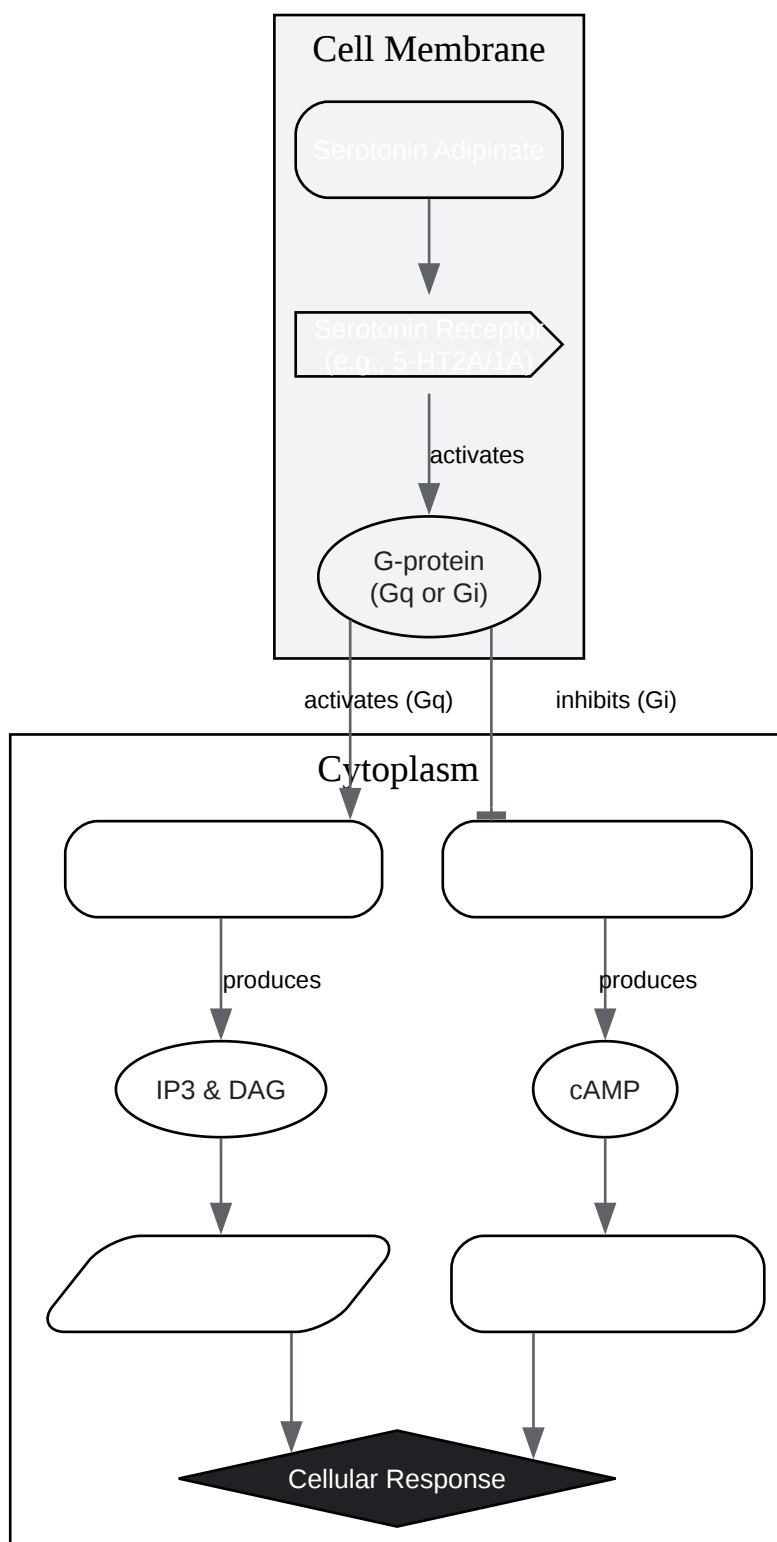 Cell Membrane
Serotonin Adipinate
Serotonin Receptor
(e.g., 5-HT2A/1A)
activates
G-protein
(Gq or Gi)
activates (Gq)
inhibits (Gi)
Cytoplasm
produces
produces
IP3 & DAG
cAMP
Cellular Response